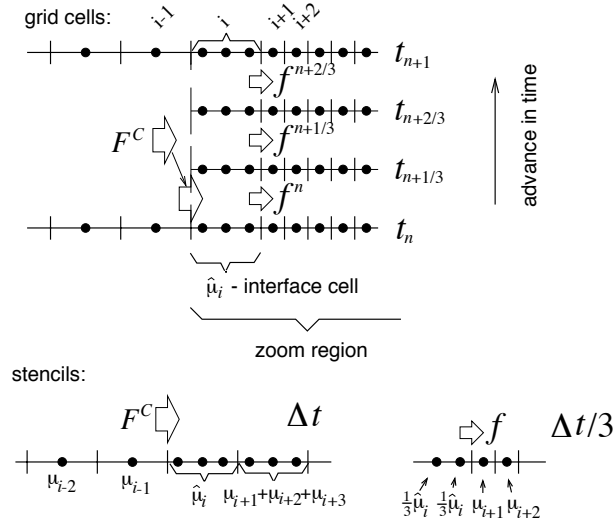 grid cells:
i-1
i
i+1
i+2
t_{n+1}
f^{n+2/3}
t_{n+2/3}
F^C
f^{n+1/3}
t_{n+1/3}
f^n
t_n
advance in time
μ̂_i - interface cell
zoom region
stencils:
F^C
Δt
f
Δt/3
μ_{i-2}
μ_{i-1}
μ̂_i
μ_{i+1}+μ_{i+2}+μ_{i+3}
⅓μ̂_i
⅓μ̂_i
μ_{i+1}
μ_{i+2}